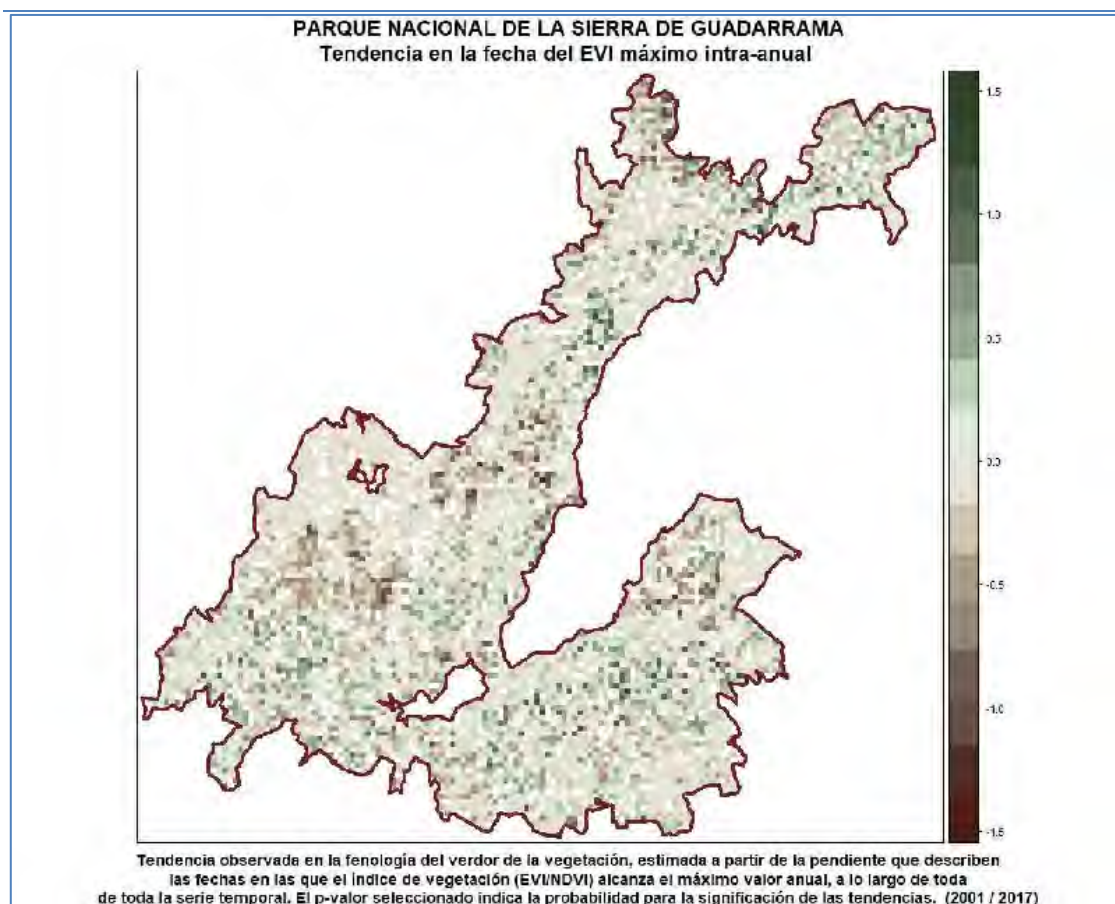 PARQUE NACIONAL DE LA SIERRA DE GUADARRAMA
Tendencia en la fecha del EVI máximo intra-anual
1.5
1.0
0.5
0.0
-0.5
-1.0
-1.5
Tendencia observada en la fenología del verdor de la vegetación, estimada a partir de la pendiente que describen
las fechas en las que el índice de vegetación (EVI/NDVI) alcanza el máximo valor anual, a lo largo de toda
de toda la serie temporal. El p-valor seleccionado indica la probabilidad para la significación de las tendencias. (2001 / 2017)